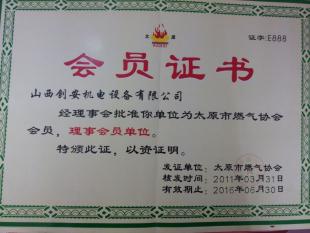 证字:E888
会员证书
山西创安机电设备有限公司
经理事会批准你单位为太原市燃气协会
会员，理事会员单位。
特颁此证，以资证明。
发证单位：太原市燃气协会
核发时间：2011年03月31日
有效期止：2016年06月30日